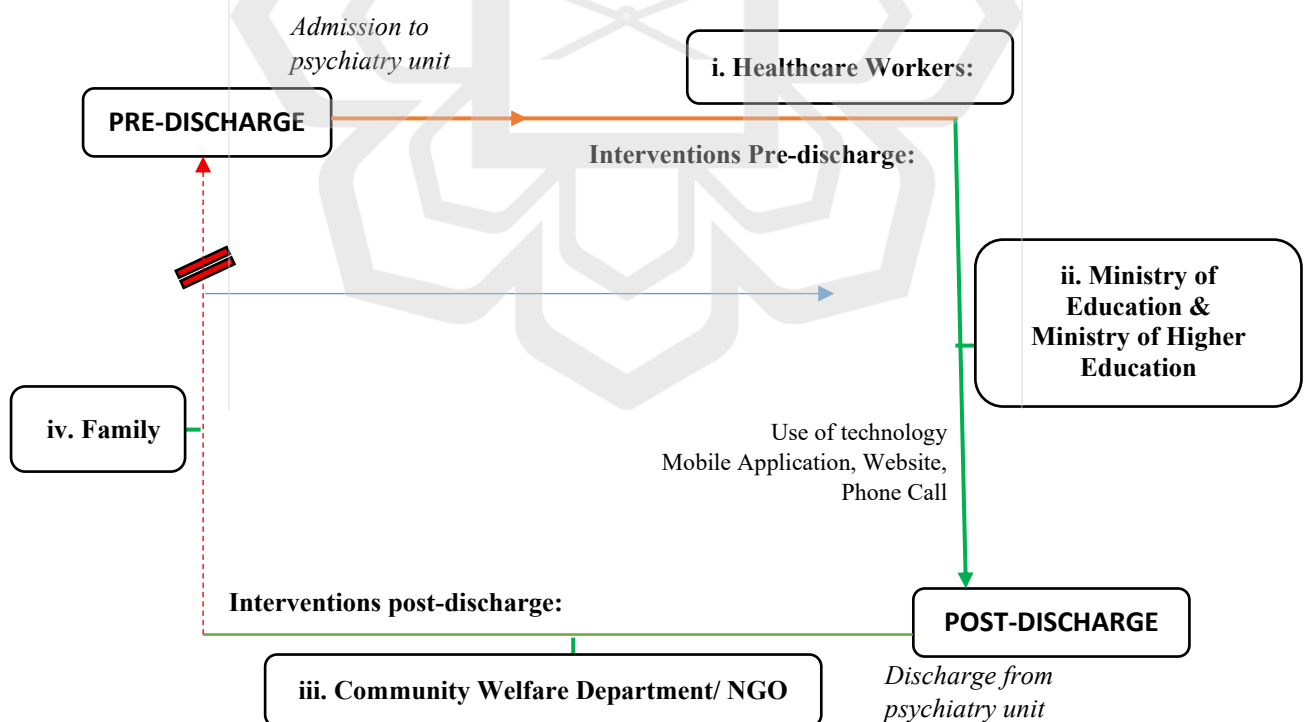 Admission to
psychiatry unit
i. Healthcare Workers:
PRE-DISCHARGE
Interventions Pre-discharge:
ii. Ministry of
Education &
Ministry of Higher
Education
iv. Family
Use of technology
Mobile Application, Website,
Phone Call
Interventions post-discharge:
POST-DISCHARGE
iii. Community Welfare Department/ NGO
Discharge from
psychiatry unit